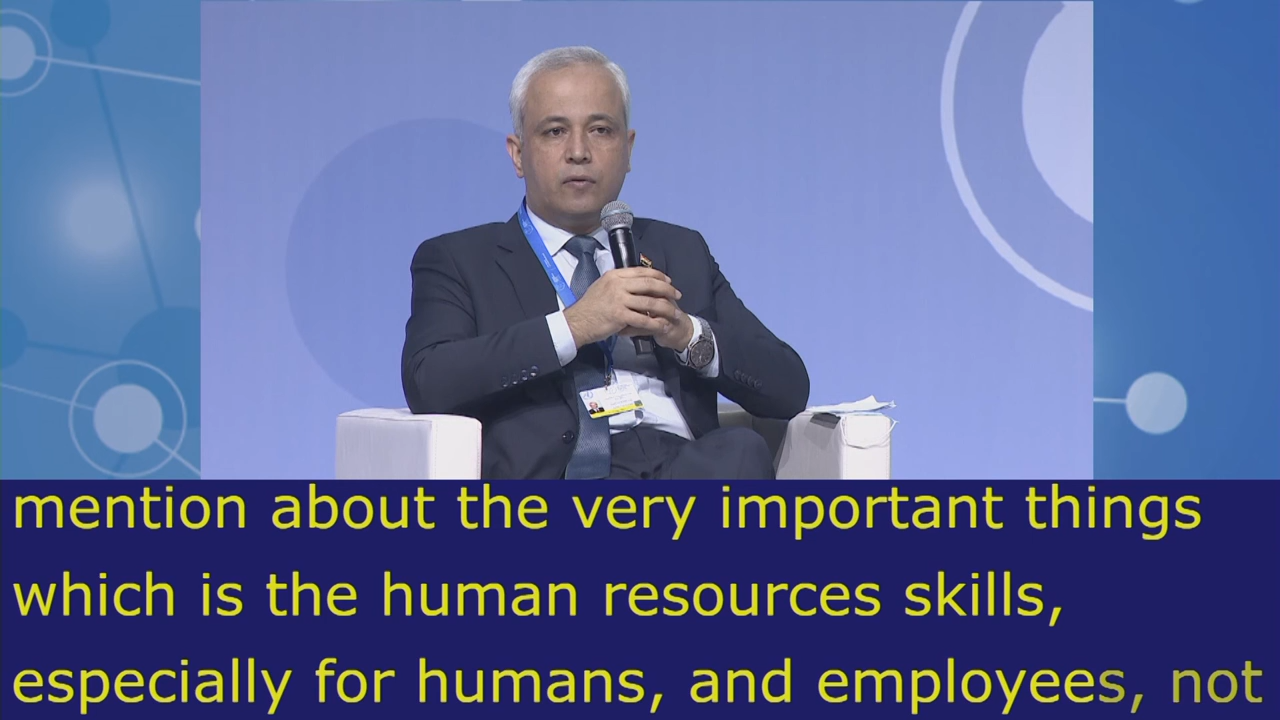 mention about the very important things
which is the human resources skills,
especially for humans, and employees, not